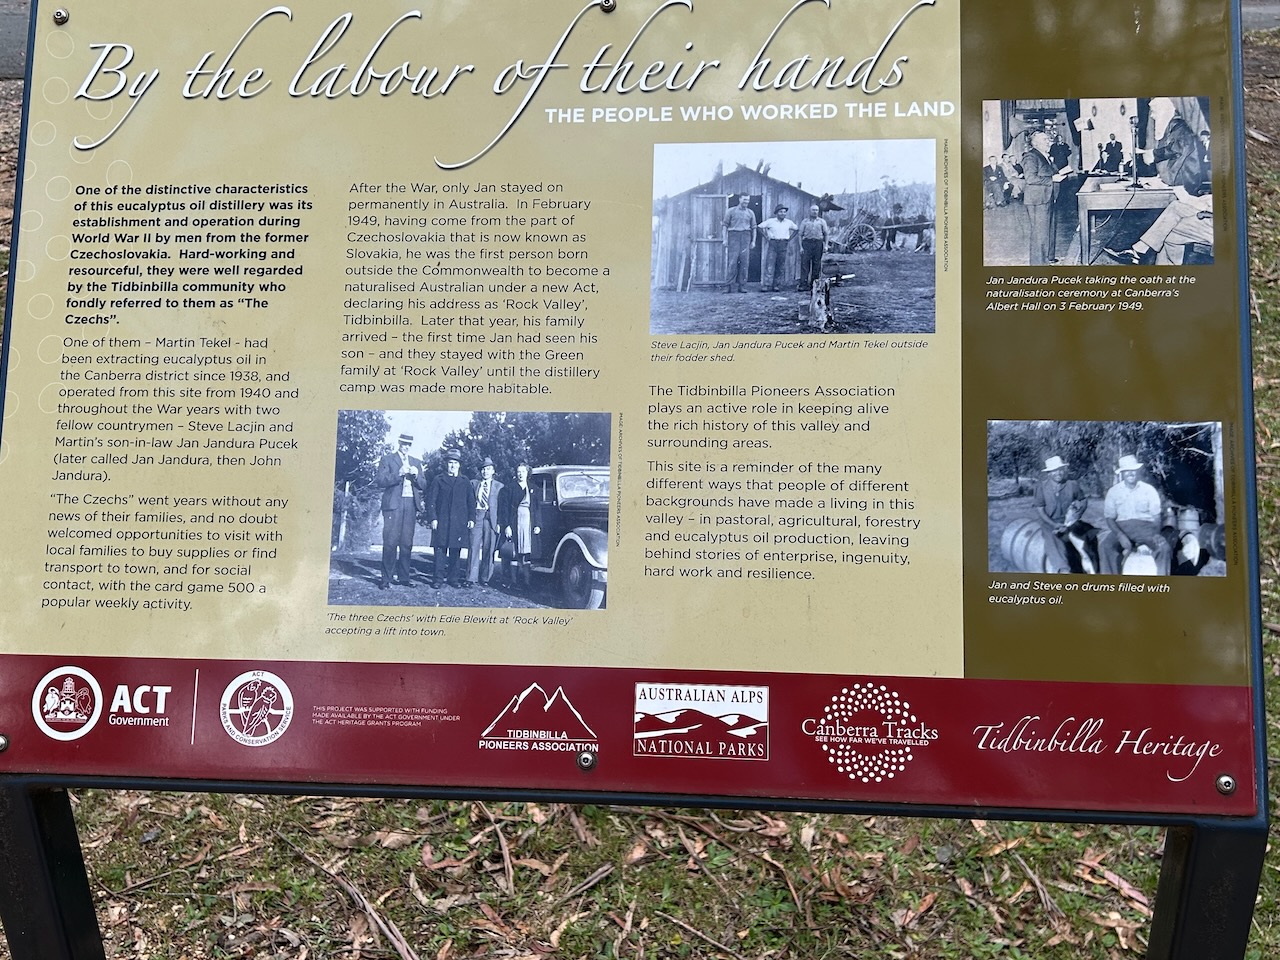 By the labour of their hands
THE PEOPLE WHO WORKED THE LAND
One of the distinctive characteristics
of this eucalyptus oil distillery was its
establishment and operation during
World War II by men from the former
Czechoslovakia.  Hard-working and
resourceful, they were well regarded
by the Tidbinbilla community who
fondly referred to them as “The
Czechs”.
One of them – Martin Tekel - had
been extracting eucalyptus oil in
the Canberra district since 1938, and
operated from this site from 1940 and
throughout the War years with two
fellow countrymen – Steve Lacjin and
Martin’s son-in-law Jan Jandura Pucek
(later called Jan Jandura, then John
Jandura).
“The Czechs” went years without any
news of their families, and no doubt
welcomed opportunities to visit with
local families to buy supplies or find
transport to town, and for social
contact, with the card game 500 a
popular weekly activity.
After the War, only Jan stayed on
permanently in Australia.  In February
1949, having come from the part of
Czechoslovakia that is now known as
Slovakia, he was the first person born
outside the Commonwealth to become a
naturalised Australian under a new Act,
declaring his address as ‘Rock Valley’,
Tidbinbilla.  Later that year, his family
arrived – the first time Jan had seen his
son – and they stayed with the Green
family at ‘Rock Valley’ until the distillery
camp was made more habitable.
IMAGE: ARCHIVES OF TIDBINBILLA PIONEERS ASSOCIATION
‘The three Czechs’ with Edie Blewitt at ‘Rock Valley’
accepting a lift into town.
IMAGE: ARCHIVES OF TIDBINBILLA PIONEERS ASSOCIATION
Steve Lacjin, Jan Jandura Pucek and Martin Tekel outside
their fodder shed.
The Tidbinbilla Pioneers Association
plays an active role in keeping alive
the rich history of this valley and
surrounding areas.
This site is a reminder of the many
different ways that people of different
backgrounds have made a living in this
valley – in pastoral, agricultural, forestry
and eucalyptus oil production, leaving
behind stories of enterprise, ingenuity,
hard work and resilience.
Jan Jandura Pucek taking the oath at the
naturalisation ceremony at Canberra’s
Albert Hall on 3 February 1949.
Jan and Steve on drums filled with
eucalyptus oil.
ACT
Government
ACT
PARKS AND CONSERVATION SERVICE
THIS PROJECT WAS SUPPORTED WITH FUNDING
MADE AVAILABLE BY THE ACT GOVERNMENT UNDER
THE ACT HERITAGE GRANTS PROGRAM
TIDBINBILLA
PIONEERS ASSOCIATION
AUSTRALIAN ALPS
NATIONAL PARKS
Canberra Tracks
SEE HOW FAR WE’VE TRAVELLED
Tidbinbilla Heritage